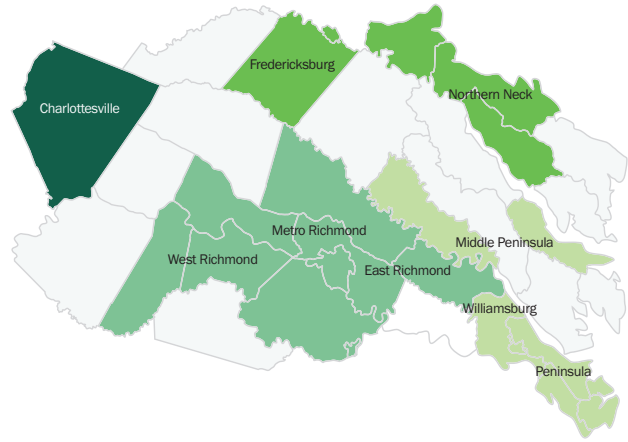 Fredericksburg
Northern Neck
Charlottesville
Metro Richmond
Middle Peninsula
West Richmond
East Richmond
Williamsburg
Peninsula